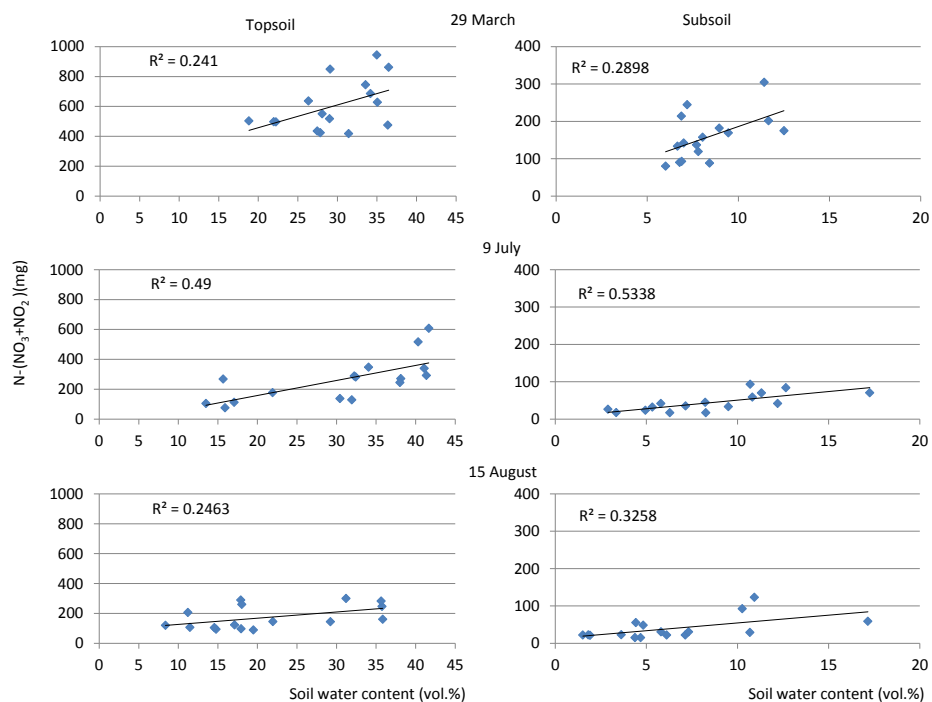 Topsoil
29 March
Subsoil
1000
800
600
400
200
0
R² = 0.241
0 5 10 15 20 25 30 35 40 45
400
300
200
100
0
R² = 0.2898
0 5 10 15 20
9 July
N-(NO3+NO2 )(mg)
1000
800
600
400
200
0
R² = 0.49
0 5 10 15 20 25 30 35 40 45
400
300
200
100
0
R² = 0.5338
0 5 10 15 20
15 August
1000
800
600
400
200
0
R² = 0.2463
0 5 10 15 20 25 30 35 40 45
400
300
200
100
0
R² = 0.3258
0 5 10 15 20
Soil water content (vol.%)
Soil water content (vol.%)